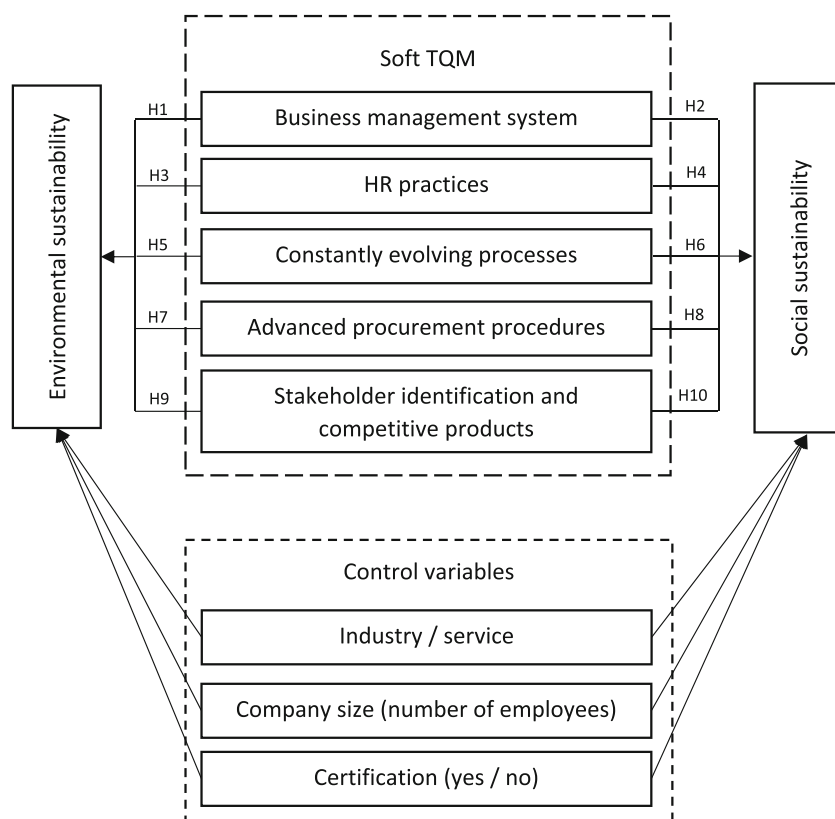 Soft TQM
Environmental sustainability
H1
Business management system
H2
Social sustainability
H3
HR practices
H4
H5
Constantly evolving processes
H6
H7
Advanced procurement procedures
H8
H9
Stakeholder identification and
competitive products
H10
Control variables
Industry / service
Company size (number of employees)
Certification (yes / no)